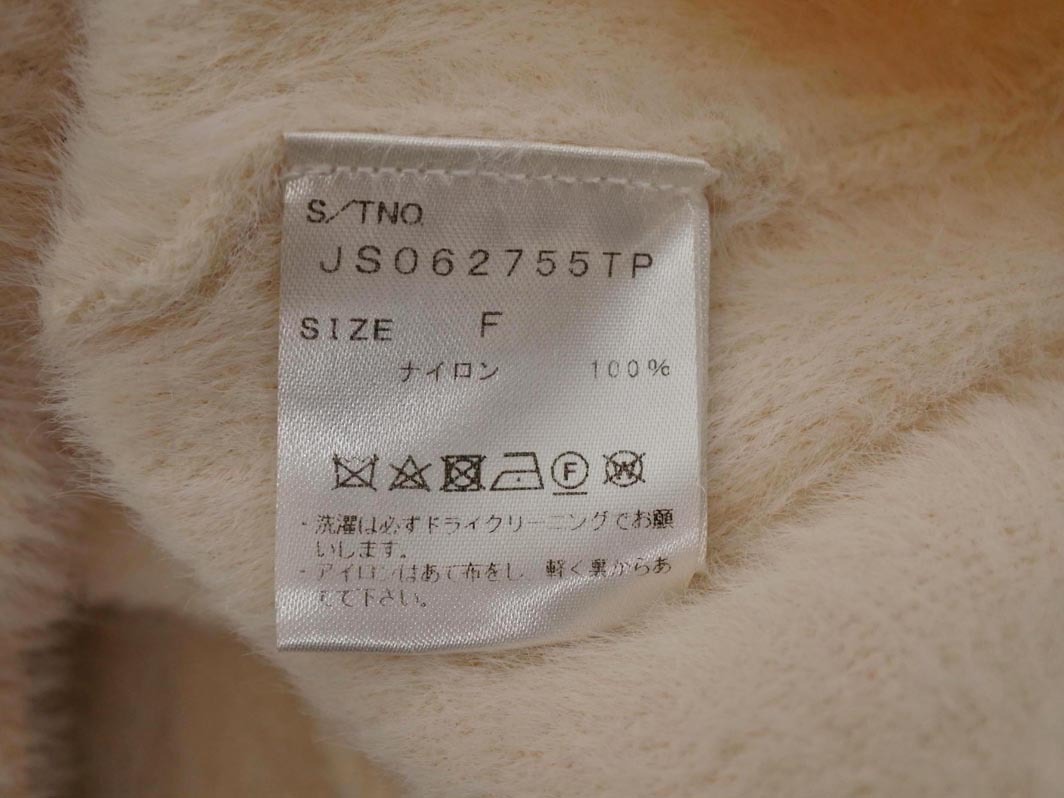 S/TNO
JS062755TP
SIZE F
ナイロン 100%
F W
・洗濯は必ずドライクリーニングでお願
いします。
・アイロンはあて布をし 軽く裏からあ
てて下さい。